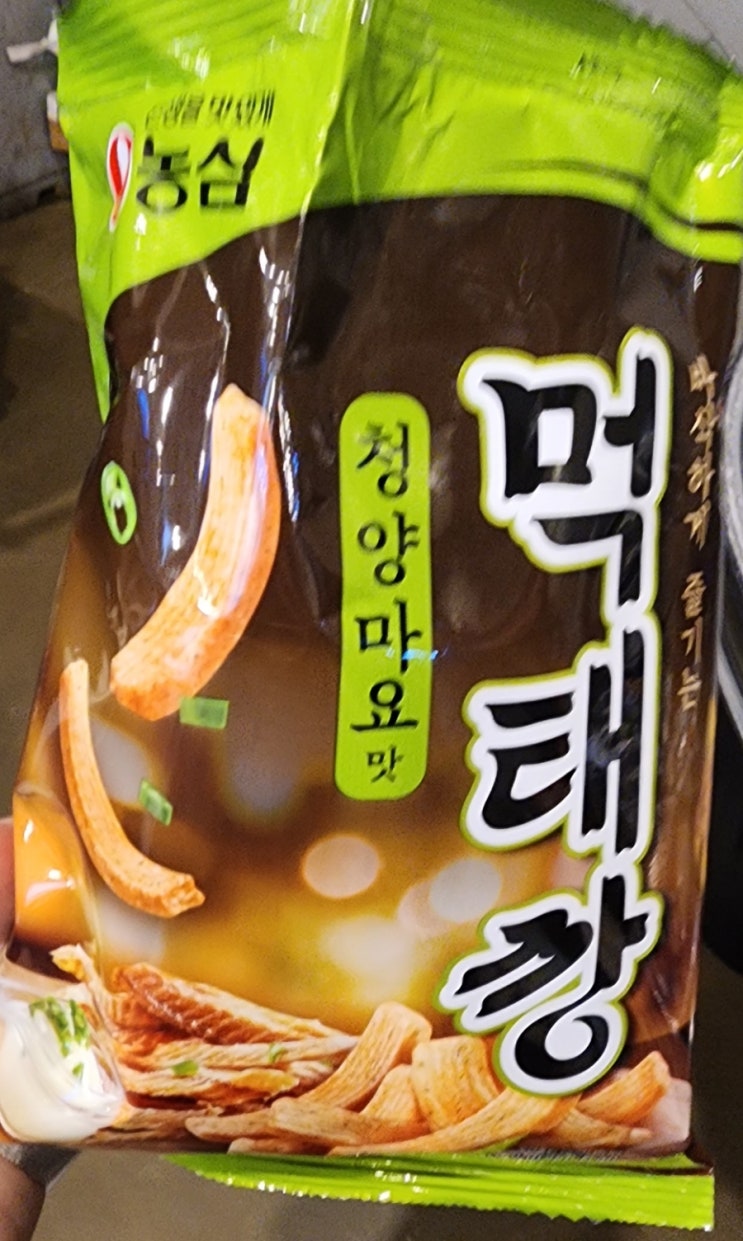 농심
바삭하게 즐기는
먹태깡
청양마요맛